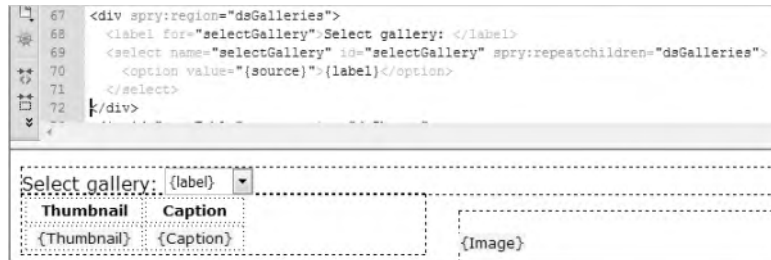 67 <div spry:region="dsGalleries">
68 <label for="selectGallery">Select gallery: </label>
69 <select name="selectGallery" id="selectGallery" spry:repeatchildren="dsGalleries">
70 <option value="{source}">{label}</option>
71 </select>
72 </div>
Select gallery: {label}
Thumbnail Caption
{Thumbnail} {Caption}
{Image}